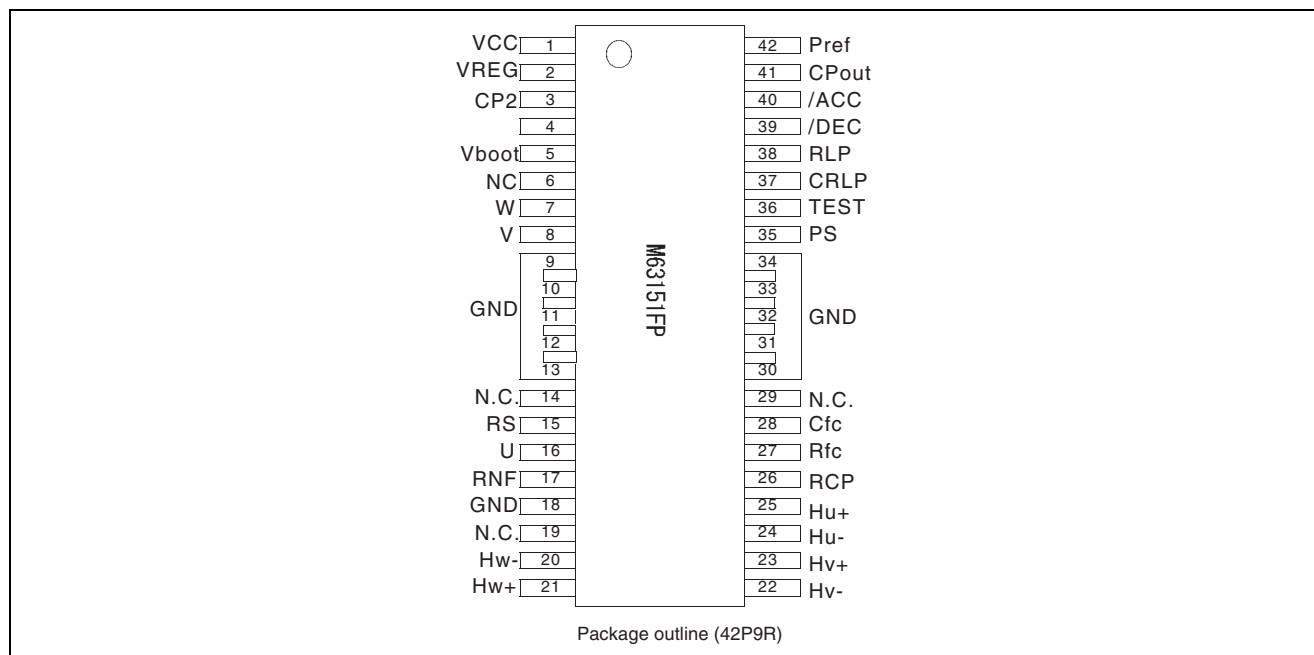 VCC 1 42 Pref
VREG 2 41 CPout
CP2 3 40 /ACC
4 39 /DEC
Vboot 5 38 RLP
NC 6 37 CRLP
W 7 36 TEST
V 8 35 PS
M63151FP
9 34
10 33
GND 11 32 GND
12 31
13 30
N.C. 14 29 N.C.
RS 15 28 Cfc
U 16 27 Rfc
RNF 17 26 RCP
GND 18 25 Hu+
N.C. 19 24 Hu-
Hw- 20 23 Hv+
Hw+ 21 22 Hv-
Package outline (42P9R)